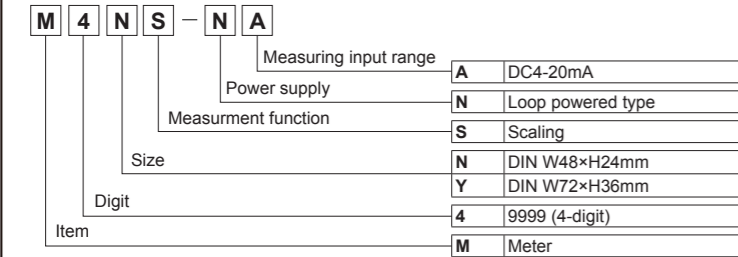 M 4 N S - N A
Measuring input range
A DC4-20mA
Power supply
N Loop powered type
Measurment function
S Scaling
Size
N DIN W48×H24mm
Y DIN W72×H36mm
Digit
4 9999 (4-digit)
Item
M Meter